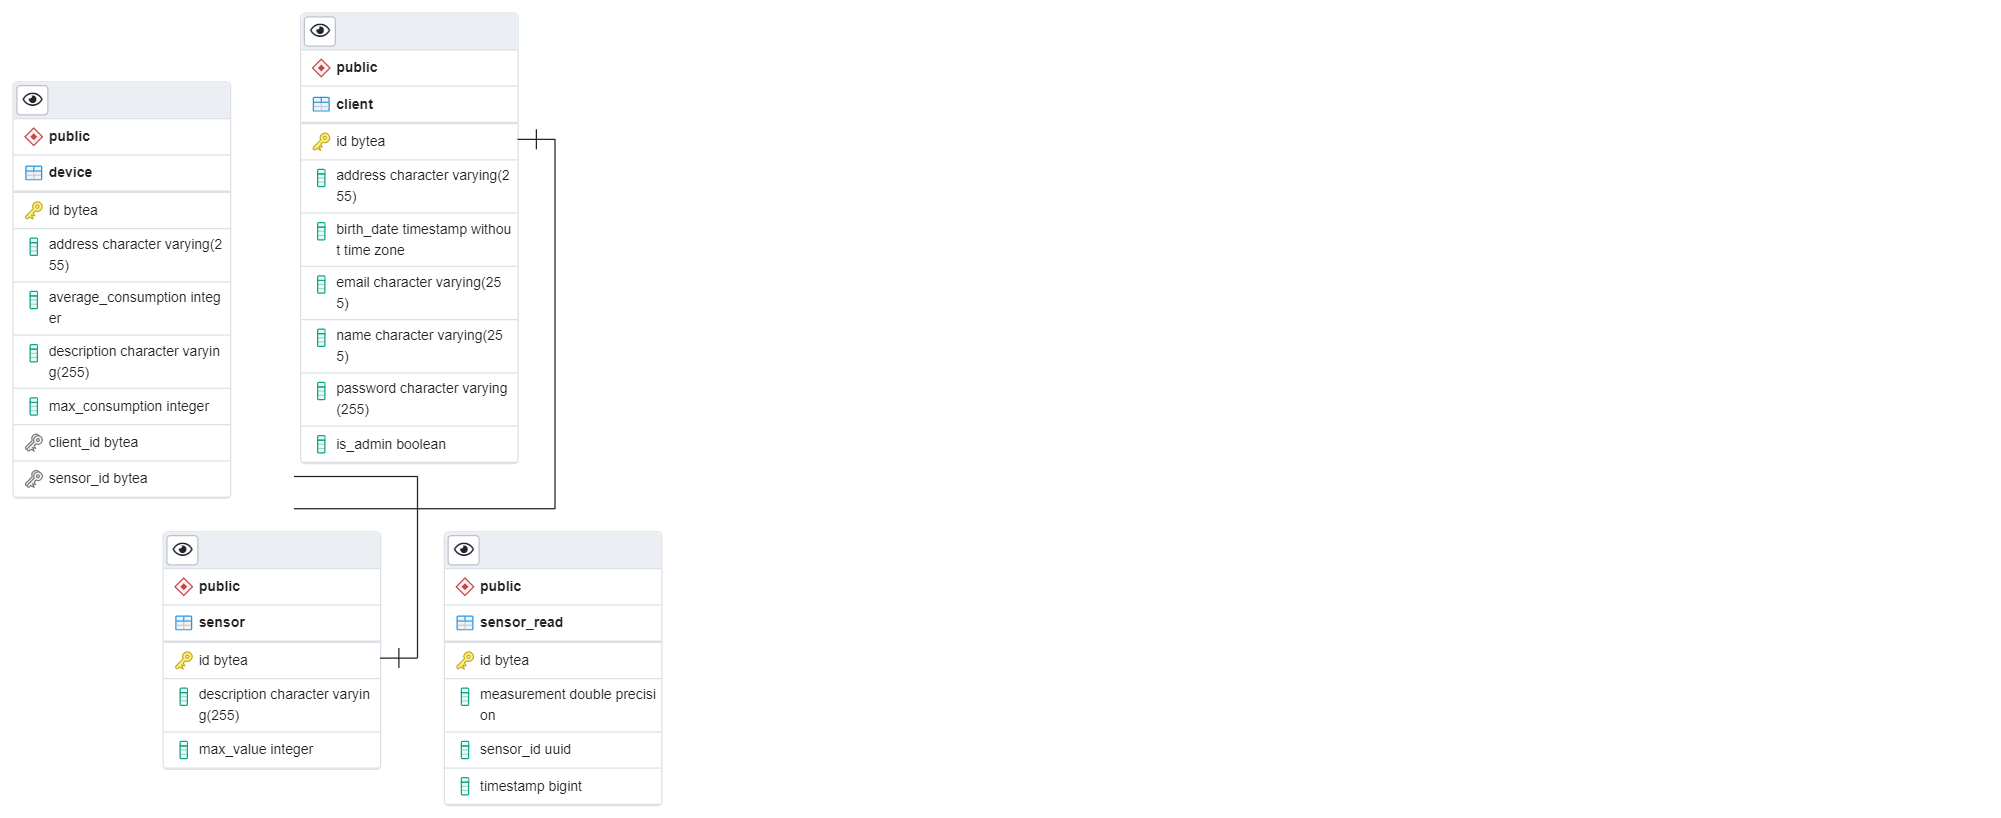 public
device
id bytea
address character varying(2
55)
average_consumption integ
er
description character varyin
g(255)
max_consumption integer
client_id bytea
sensor_id bytea
public
client
id bytea
address character varying(2
55)
birth_date timestamp withou
t time zone
email character varying(25
5)
name character varying(25
5)
password character varying
(255)
is_admin boolean
public
sensor
id bytea
description character varyin
g(255)
max_value integer
public
sensor_read
id bytea
measurement double precisi
on
sensor_id uuid
timestamp bigint